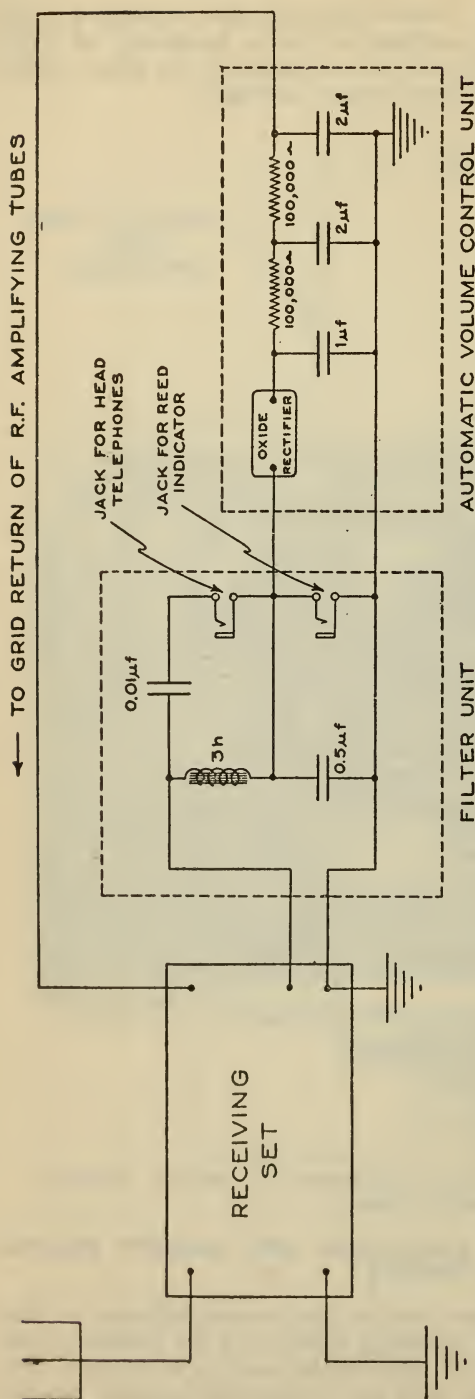 ← TO GRID RETURN OF R.F. AMPLIFYING TUBES
RECEIVING
SET
0.01µf
3h
0.5µf
JACK FOR HEAD
TELEPHONES
JACK FOR REED
INDICATOR
FILTER UNIT
OXIDE
RECTIFIER
100,000~
100,000~
1µf
2µf
2µf
AUTOMATIC VOLUME CONTROL UNIT